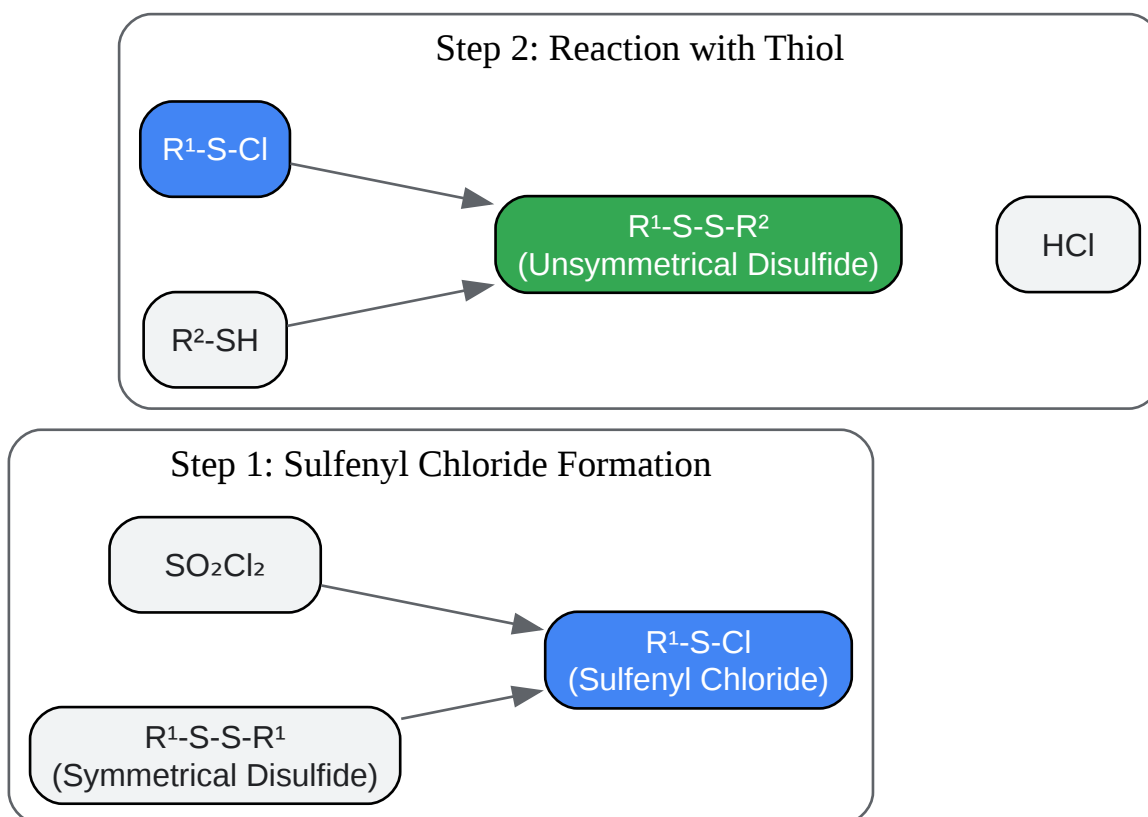 Step 2: Reaction with Thiol
R¹-S-Cl
R¹-S-S-R²
(Unsymmetrical Disulfide)
HCl
R²-SH
Step 1: Sulfenyl Chloride Formation
SO₂Cl₂
R¹-S-Cl
(Sulfenyl Chloride)
R¹-S-S-R¹
(Symmetrical Disulfide)